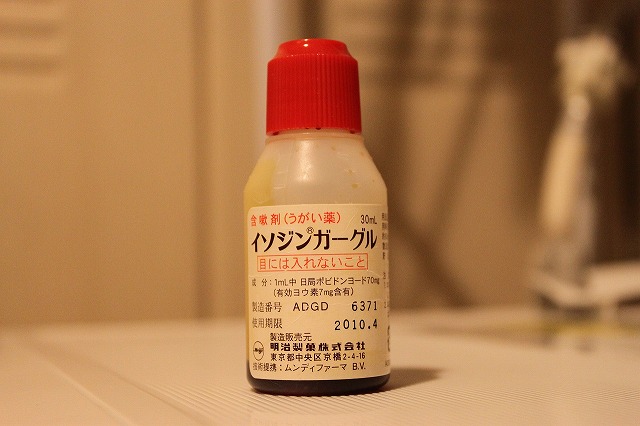 含嗽剤(うがい薬) 30mL
イソジン®ガーグル
目には入れないこと
成 分:1mL中 日局ポビドンヨード70mg
(有効ヨウ素7mg含有)
製造番号 ADGD 6371
使用期限 2010.4
製造販売元
明治製菓株式会社
東京都中央区京橋2-4-16
技術提携:ムンディファーマ B.V.